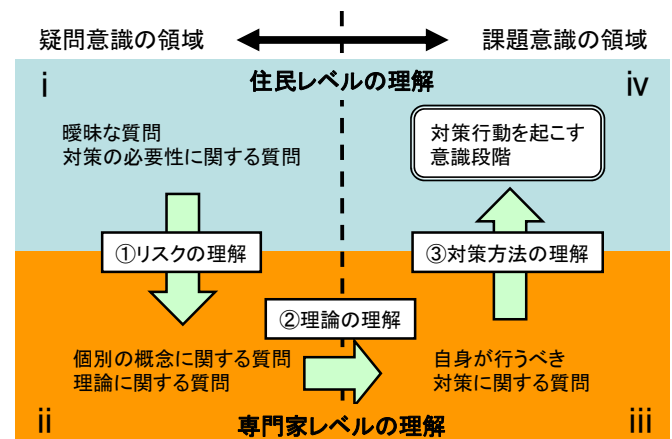 疑問意識の領域
課題意識の領域
i
住民レベルの理解
iv
曖昧な質問
対策の必要性に関する質問
対策行動を起こす
意識段階
①リスクの理解
③対策方法の理解
②理論の理解
個別の概念に関する質問
理論に関する質問
自身が行うべき
対策に関する質問
ii
専門家レベルの理解
iii